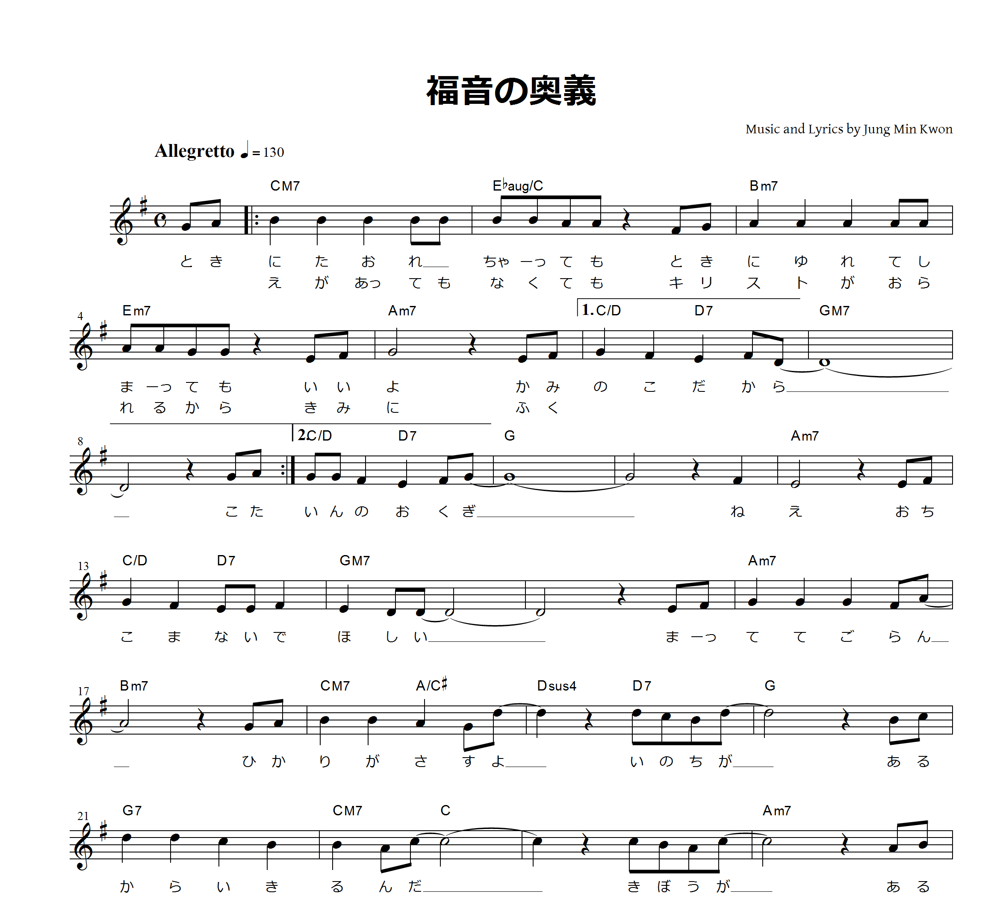 福音の奥義
Music and Lyrics by Jung Min Kwon
Allegretto ♩ = 130
CM7 E♭aug/C Bm7
と き に た お れ ちゃ ーっ て も と き に ゆ れ て し
え が あっ て も な く て も キ リ ス ト が お ら
4 Em7 Am7 1. C/D D7 GM7
ま ーっ て も い い よ か み の こ だ か ら
れ る か ら き み に ふ く
8 2. C/D D7 G Am7
こ た い ん の お く ぎ ね え お ち
13 C/D D7 GM7 Am7
こ ま な い で ほ し い ま ーっ て て ご ら ん
17 Bm7 CM7 A/C♯ Dsus4 D7 G
ひ か り が さ す よ い の ち が あ る
21 G7 CM7 C Am7
か ら い き る ん だ き ぼ う が あ る